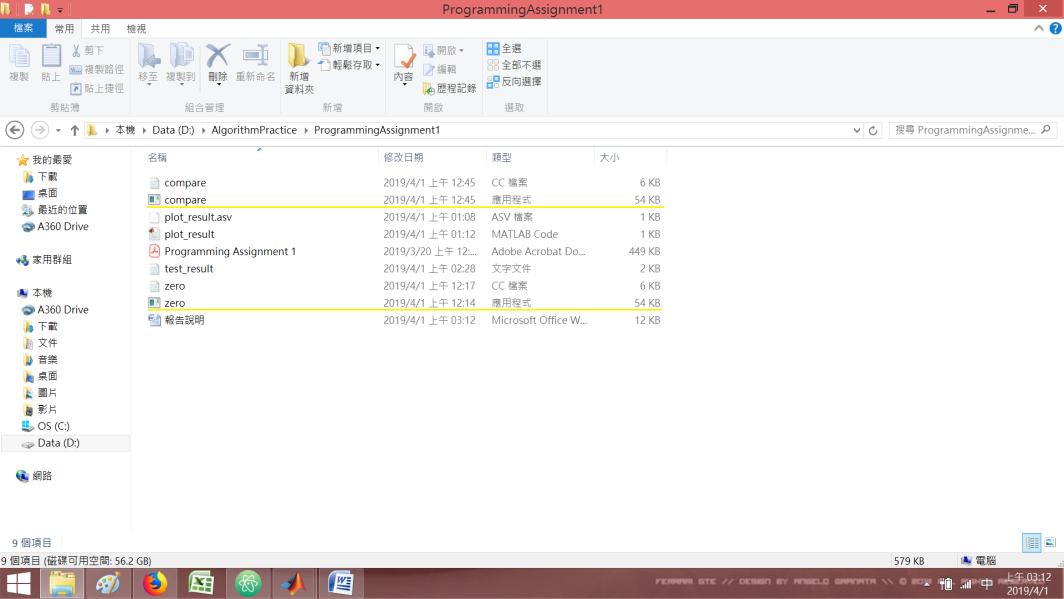 ProgrammingAssignment1
檔案 常用 共用 檢視
複製
貼上
剪下
複製路徑
貼上捷徑
剪貼簿
移至
複製到
刪除
重新命名
組合管理
新增
資料夾
新增項目
輕鬆存取
新增
內容
開啟
編輯
歷程記錄
開啟
全選
全部不選
反向選擇
選取
本機 Data (D:) AlgorithmPractice ProgrammingAssignment1
搜尋 ProgrammingAssignme...
我的最愛
下載
桌面
最近的位置
A360 Drive
家用群組
本機
A360 Drive
下載
文件
音樂
桌面
圖片
影片
OS (C:)
Data (D:)
網路
名稱 修改日期 類型 大小
compare 2019/4/1 上午 12:45 CC 檔案 6 KB
compare 2019/4/1 上午 12:45 應用程式 54 KB
plot_result.asv 2019/4/1 上午 01:08 ASV 檔案 1 KB
plot_result 2019/4/1 上午 01:12 MATLAB Code 1 KB
Programming Assignment 1 2019/3/20 上午 12:... Adobe Acrobat Do... 449 KB
test_result 2019/4/1 上午 02:28 文字文件 2 KB
zero 2019/4/1 上午 12:17 CC 檔案 6 KB
zero 2019/4/1 上午 12:14 應用程式 54 KB
報告說明 2019/4/1 上午 03:12 Microsoft Office W... 12 KB
9 個項目
9 個項目 (磁碟可用空間: 56.2 GB) 579 KB 電腦
FERRARI GTE // DESIGN BY ANGELO GRANATA \\ ©
中
上午 03:12
2019/4/1